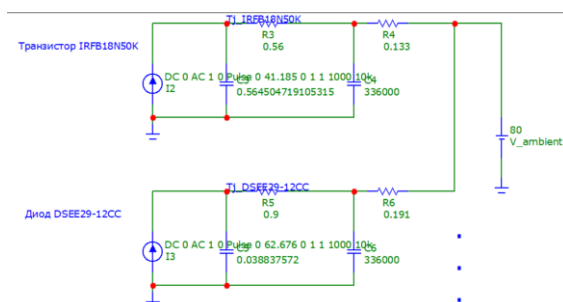 Tj_IRFB18N50K
R3
0.56
R4
0.133
Транзистор IRFB18N50K
DC 0 AC 1 0 Pulse 0 41.185 0 1 1 1000 10k
I2
C3
0.564504719105315
C4
336000
80
V_ambient
Tj_DSEE29-12CC
R5
0.9
R6
0.191
Диод DSEE29-12CC
DC 0 AC 1 0 Pulse 0 62.676 0 1 1 1000 10k
I3
C5
0.038837572
C6
336000